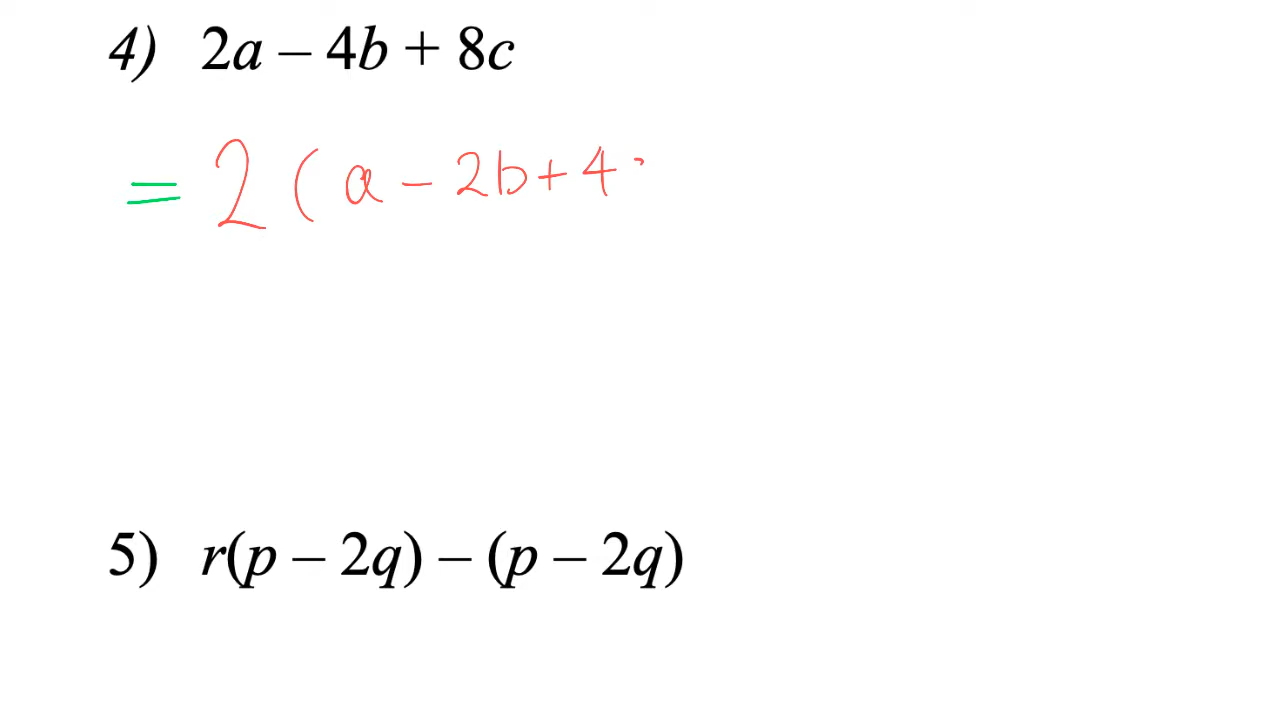 4) 2a – 4b + 8c
= 2 ( a – 2b + 4
5) r(p – 2q) – (p – 2q)